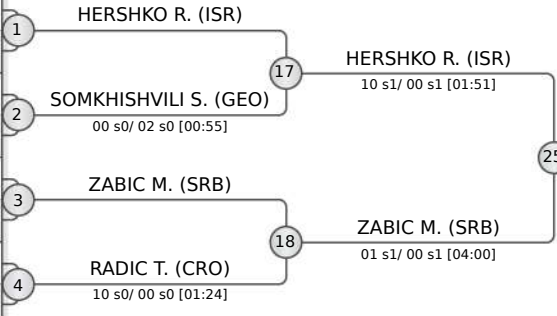 HERSHKO R. (ISR)
1
17
HERSHKO R. (ISR)
10 s1/ 00 s1 [01:51]
SOMKHISHVILI S. (GEO)
2
00 s0/ 02 s0 [00:55]
25
ZABIC M. (SRB)
3
18
ZABIC M. (SRB)
01 s1/ 00 s1 [04:00]
RADIC T. (CRO)
4
10 s0/ 00 s0 [01:24]